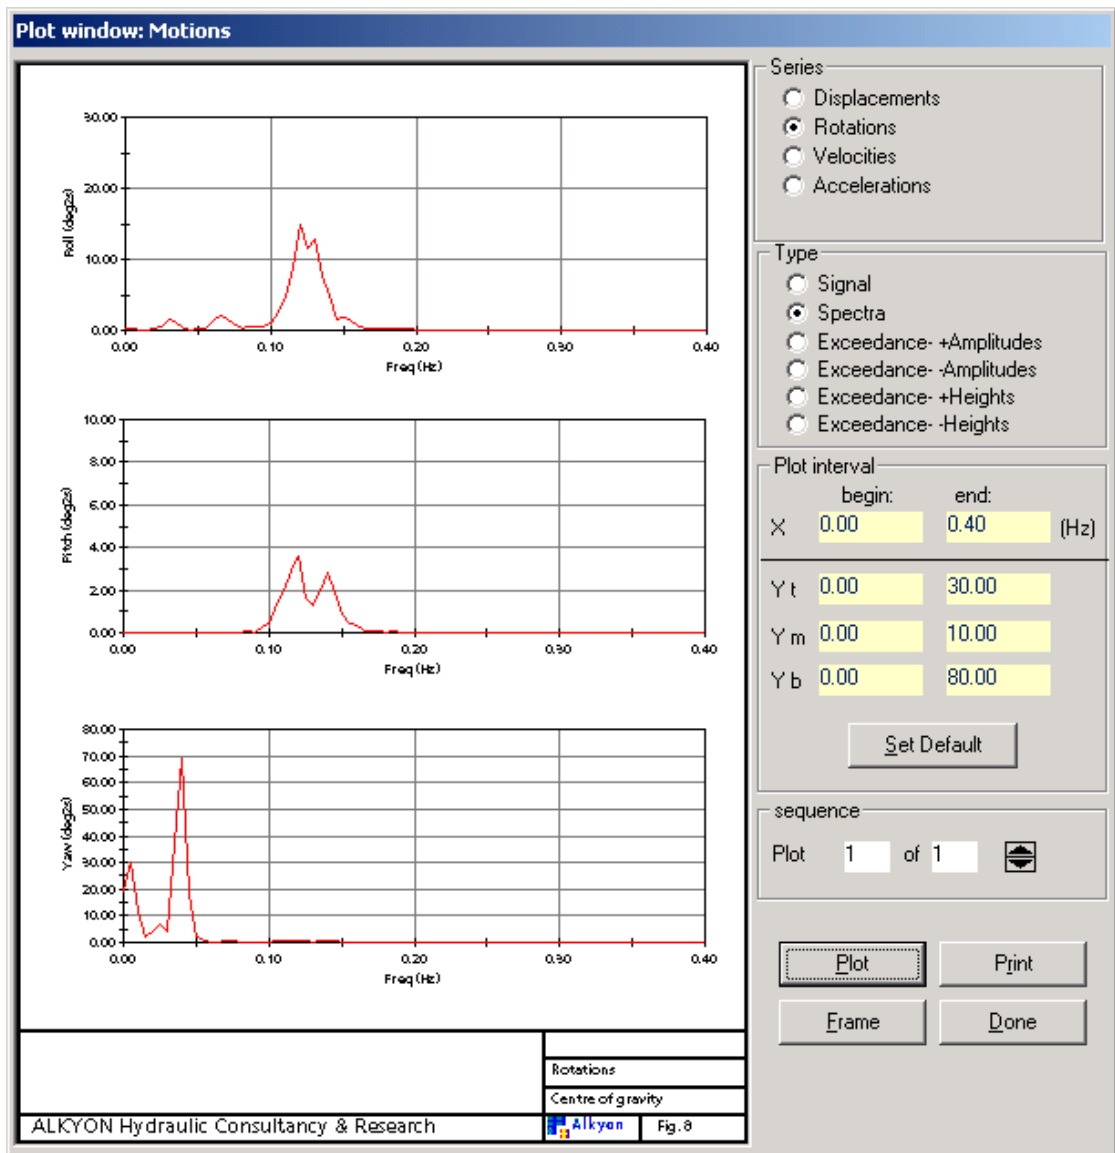 Plot window: Motions
30.00
20.00
10.00
0.00
Roll (deg2s)
0.00 0.10 0.20 0.30 0.40
Freq (Hz)
10.00
8.00
6.00
4.00
2.00
0.00
Pitch (deg2s)
0.00 0.10 0.20 0.30 0.40
Freq (Hz)
80.00
70.00
60.00
50.00
40.00
30.00
20.00
10.00
0.00
Yaw (deg2s)
0.00 0.10 0.20 0.30 0.40
Freq (Hz)
Rotations
Centre of gravity
ALKYON Hydraulic Consultancy & Research
Alkyon
Fig. 8
Series
Displacements
Rotations
Velocities
Accelerations
Type
Signal
Spectra
Exceedance- +Amplitudes
Exceedance- -Amplitudes
Exceedance- +Heights
Exceedance- -Heights
Plot interval
begin: end:
X 0.00 0.40 (Hz)
Y t 0.00 30.00
Y m 0.00 10.00
Y b 0.00 80.00
Set Default
sequence
Plot 1 of 1
Plot Print
Frame Done